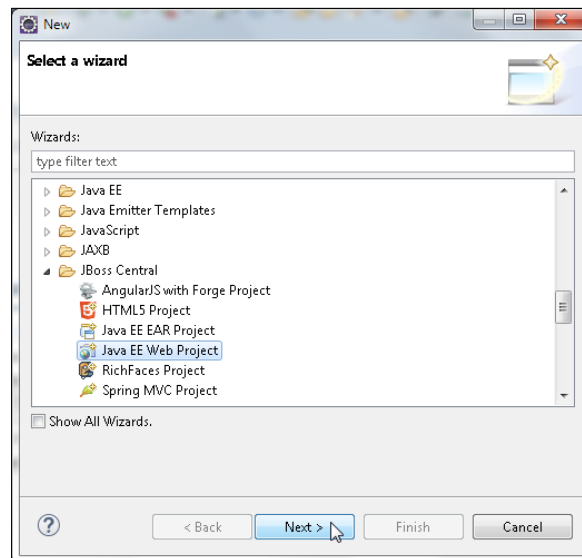 New
Select a wizard
Wizards:
type filter text
Java EE
Java Emitter Templates
JavaScript
JAXB
JBoss Central
AngularJS with Forge Project
HTML5 Project
Java EE EAR Project
Java EE Web Project
RichFaces Project
Spring MVC Project
Show All Wizards.
? < Back Next > Finish Cancel